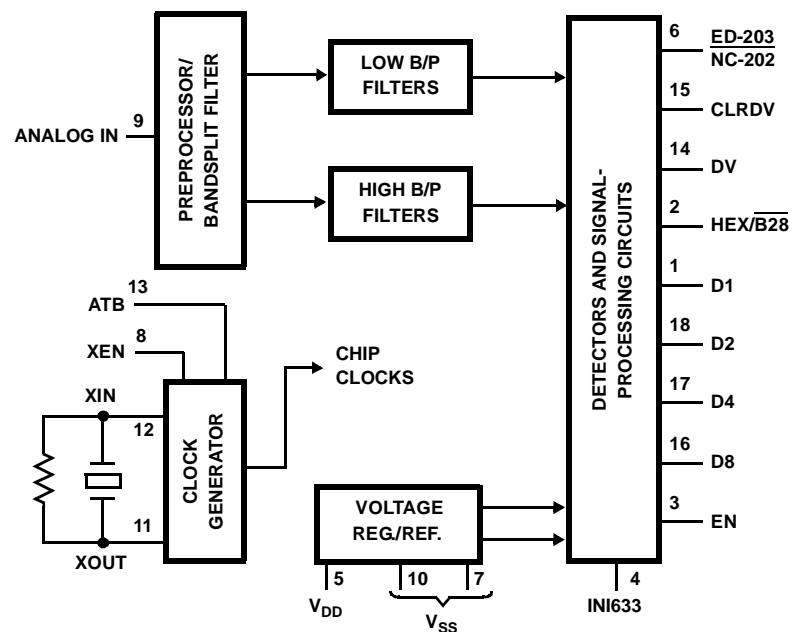 6
ED-203
NC-202
LOW B/P
FILTERS
15
CLRDV
PREPROCESSOR/
BANDSPLIT FILTER
9
ANALOG IN
14
DV
HIGH B/P
FILTERS
2
HEX/B28
DETECTORS AND SIGNAL-
PROCESSING CIRCUITS
1
D1
13
ATB
8
XEN
18
D2
CHIP
CLOCKS
XIN
12
17
D4
CLOCK
GENERATOR
16
D8
11
XOUT
VOLTAGE
REG./REF.
3
EN
5
10
7
4
VDD
VSS
INI633